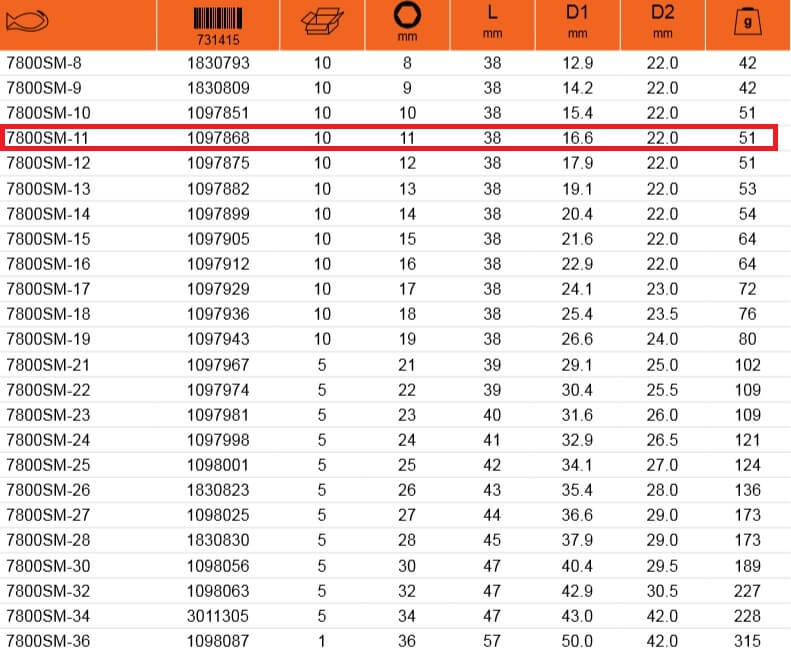 731415 mm L mm D1 mm D2 mm g
7800SM-8 1830793 10 8 38 12.9 22.0 42
7800SM-9 1830809 10 9 38 14.2 22.0 42
7800SM-10 1097851 10 10 38 15.4 22.0 51
7800SM-11 1097868 10 11 38 16.6 22.0 51
7800SM-12 1097875 10 12 38 17.9 22.0 51
7800SM-13 1097882 10 13 38 19.1 22.0 53
7800SM-14 1097899 10 14 38 20.4 22.0 54
7800SM-15 1097905 10 15 38 21.6 22.0 64
7800SM-16 1097912 10 16 38 22.9 22.0 64
7800SM-17 1097929 10 17 38 24.1 23.0 72
7800SM-18 1097936 10 18 38 25.4 23.5 76
7800SM-19 1097943 10 19 38 26.6 24.0 80
7800SM-21 1097967 5 21 39 29.1 25.0 102
7800SM-22 1097974 5 22 39 30.4 25.5 109
7800SM-23 1097981 5 23 40 31.6 26.0 109
7800SM-24 1097998 5 24 41 32.9 26.5 121
7800SM-25 1098001 5 25 42 34.1 27.0 124
7800SM-26 1830823 5 26 43 35.4 28.0 136
7800SM-27 1098025 5 27 44 36.6 29.0 173
7800SM-28 1830830 5 28 45 37.9 29.0 173
7800SM-30 1098056 5 30 47 40.4 29.5 189
7800SM-32 1098063 5 32 47 42.9 30.5 227
7800SM-34 3011305 5 34 47 43.0 42.0 228
7800SM-36 1098087 1 36 57 50.0 42.0 315